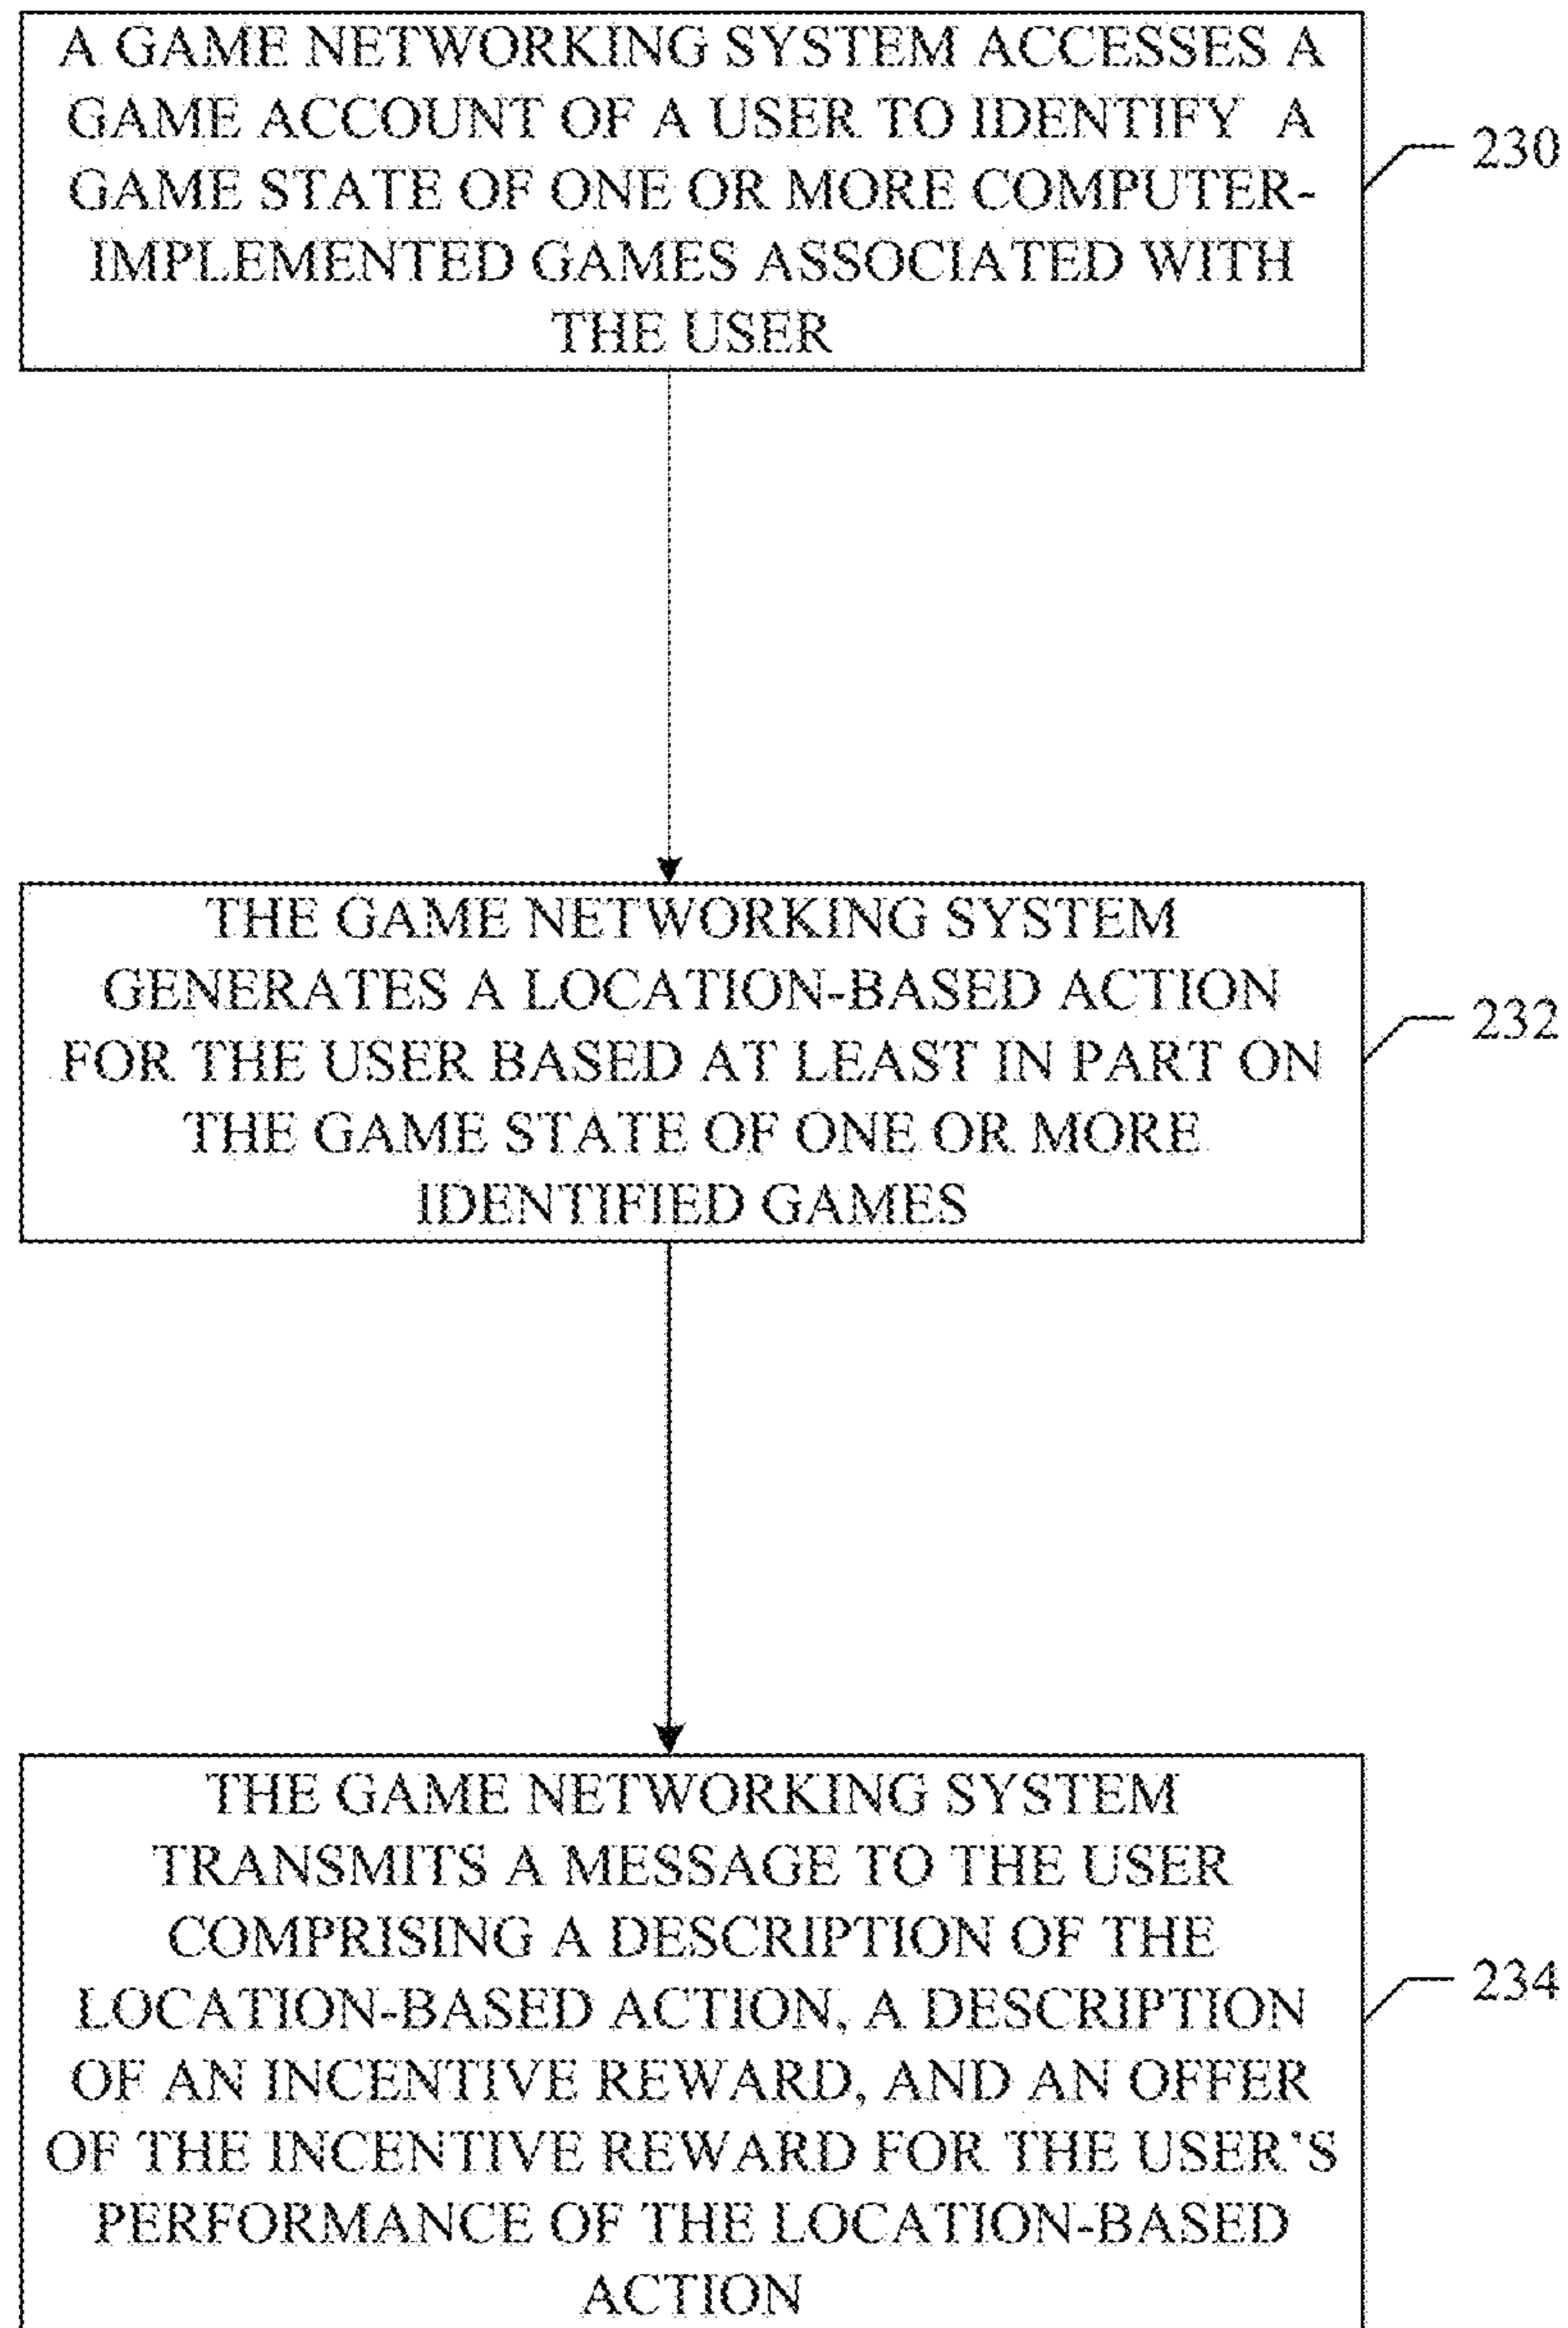 A GAME NETWORKING SYSTEM ACCESSES A
GAME ACCOUNT OF A USER TO IDENTIFY A
GAME STATE OF ONE OR MORE COMPUTER-
IMPLEMENTED GAMES ASSOCIATED WITH
THE USER
230
THE GAME NETWORKING SYSTEM
GENERATES A LOCATION-BASED ACTION
FOR THE USER BASED AT LEAST IN PART ON
THE GAME STATE OF ONE OR MORE
IDENTIFIED GAMES
232
THE GAME NETWORKING SYSTEM
TRANSMITS A MESSAGE TO THE USER
COMPRISING A DESCRIPTION OF THE
LOCATION-BASED ACTION, A DESCRIPTION
OF AN INCENTIVE REWARD, AND AN OFFER
OF THE INCENTIVE REWARD FOR THE USER’S
PERFORMANCE OF THE LOCATION-BASED
ACTION
234